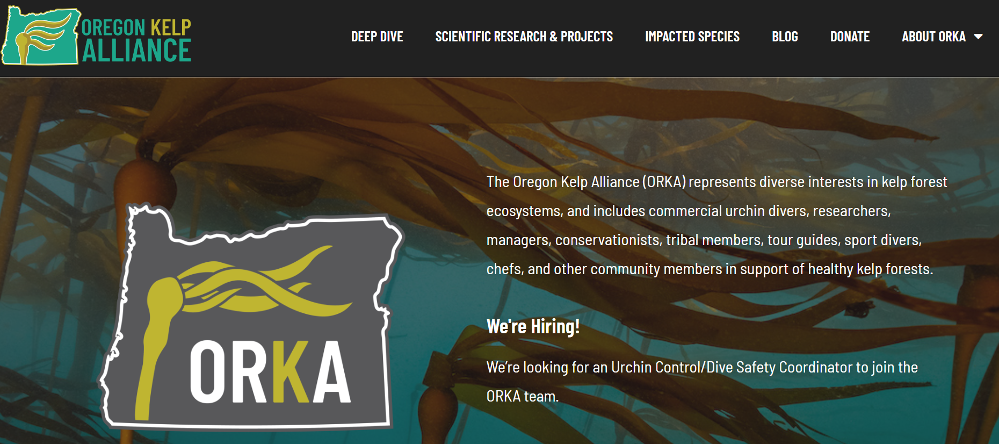 OREGON KELP
ALLIANCE
DEEP DIVE
SCIENTIFIC RESEARCH & PROJECTS
IMPACTED SPECIES
BLOG
DONATE
ABOUT ORKA
ORKA
The Oregon Kelp Alliance (ORKA) represents diverse interests in kelp forest
ecosystems, and includes commercial urchin divers, researchers,
managers, conservationists, tribal members, tour guides, sport divers,
chefs, and other community members in support of healthy kelp forests.
We're Hiring!
We’re looking for an Urchin Control/Dive Safety Coordinator to join the
ORKA team.